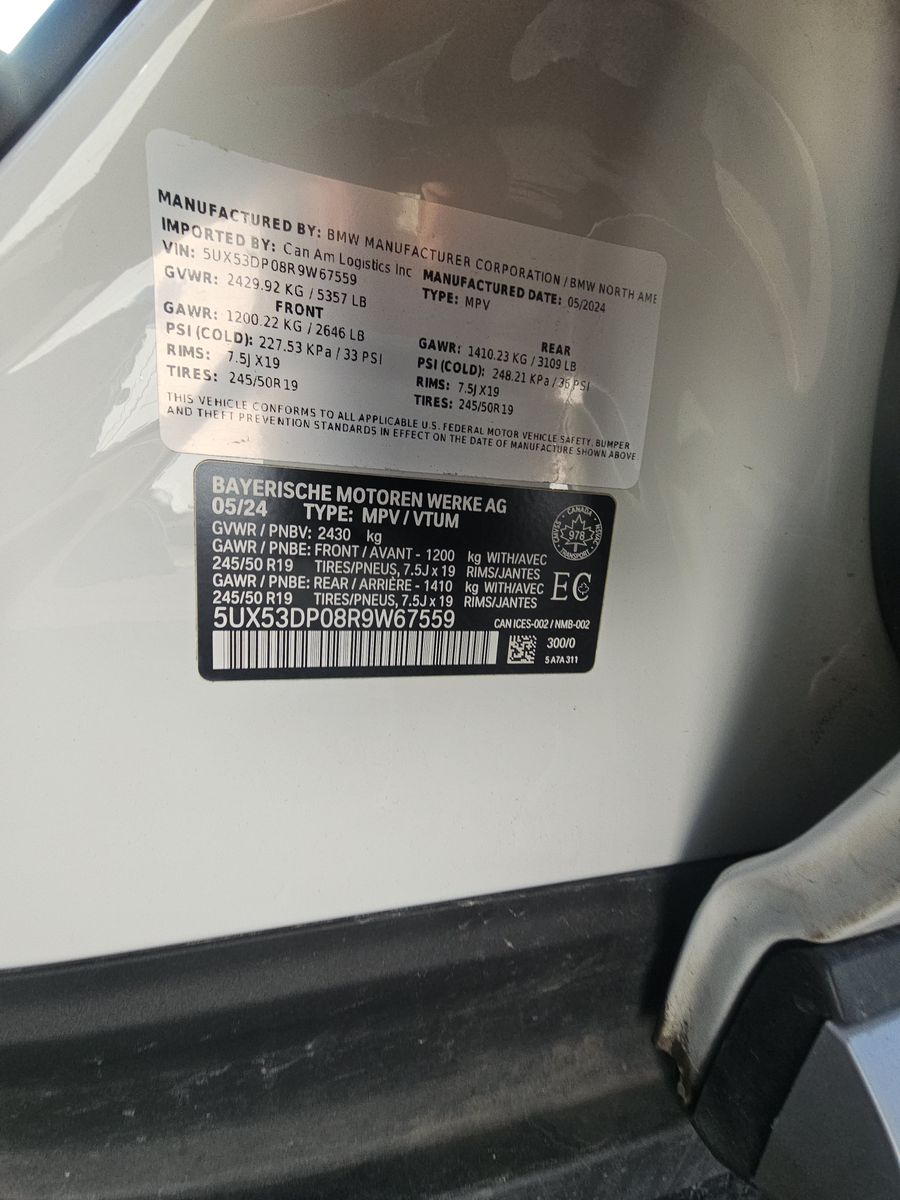 MANUFACTURED BY: BMW MANUFACTURER CORPORATION / BMW NORTH AME
IMPORTED BY: Can Am Logistics Inc
VIN: 5UX53DP08R9W67559
MANUFACTURED DATE: 05/2024
GVWR: 2429.92 KG / 5357 LB
TYPE: MPV
FRONT
GAWR: 1200.22 KG / 2646 LB
PSI (COLD): 227.53 KPa / 33 PSI
RIMS: 7.5J X19
TIRES: 245/50R19
REAR
GAWR: 1410.23 KG / 3109 LB
PSI (COLD): 248.21 KPa / 36 PSI
RIMS: 7.5J X19
TIRES: 245/50R19
THIS VEHICLE CONFORMS TO ALL APPLICABLE U.S. FEDERAL MOTOR VEHICLE SAFETY, BUMPER
AND THEFT PREVENTION STANDARDS IN EFFECT ON THE DATE OF MANUFACTURE SHOWN ABOVE.
BAYERISCHE MOTOREN WERKE AG
05/24 TYPE: MPV / VTUM
GVWR / PNBV: 2430 kg
GAWR / PNBE: FRONT / AVANT - 1200 kg WITH/AVEC
245/50 R19 TIRES/PNEUS, 7.5J x 19 RIMS/JANTES
GAWR / PNBE: REAR / ARRIÈRE - 1410 kg WITH/AVEC
245/50 R19 TIRES/PNEUS, 7.5J x 19 RIMS/JANTES
5UX53DP08R9W67559
CANADA
978
TRANSPORT
EC
CAN ICES-002 / NMB-002
300/0
5 A7A 311